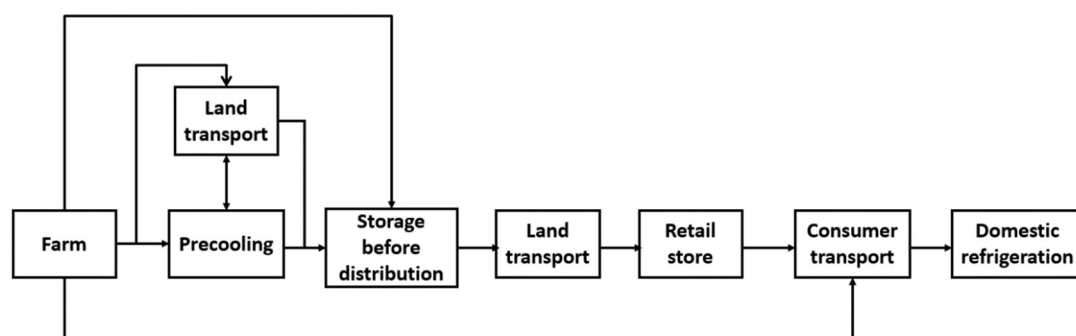 Land
transport
Farm
Precooling
Storage
before
distribution
Land
transport
Retail
store
Consumer
transport
Domestic
refrigeration